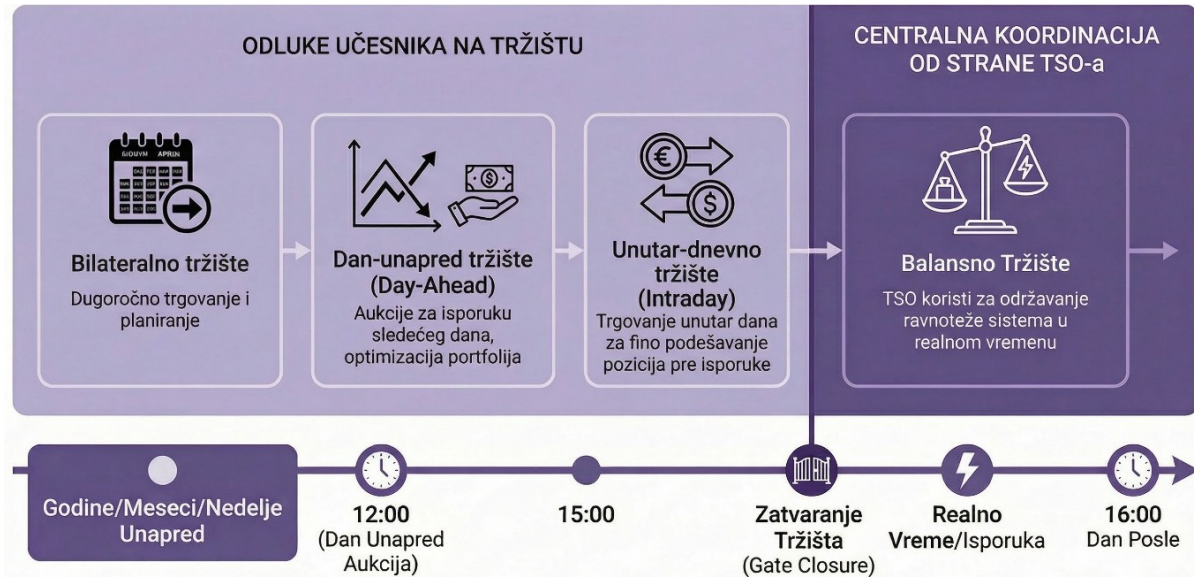 ODLUKE UČESNIKA NA TRŽIŠTU
CENTRALNA KOORDINACIJA
OD STRANE TSO-a
Bilateralno tržište
Dugoročno trgovanje i
planiranje
Dan-unapred tržište
(Day-Ahead)
Aukcije za isporuku
sledećeg dana,
optimizacija portfolija
Unutar-dnevno
tržište
(Intraday)
Trgovanje unutar dana
za fino podešavanje
pozicija pre isporuke
Balansno Tržište
TSO koristi za održavanje
ravnoteže sistema u
realnom vremenu
Godine/Meseci/Nedelje
Unapred
12:00
(Dan Unapred
Aukcija)
15:00
Zatvaranje
Tržišta
(Gate Closure)
Realno
Vreme/Isporuka
16:00
Dan Posle